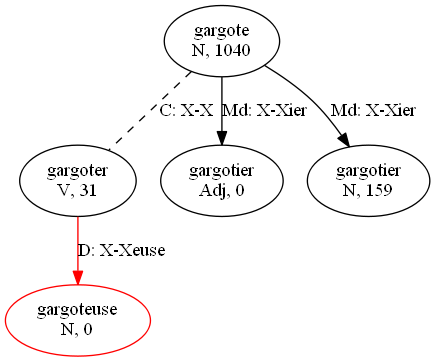 gargote
N, 1040
C: X-X
Md: X-Xier
Md: X-Xier
gargoter
V, 31
gargotier
Adj, 0
gargotier
N, 159
D: X-Xeuse
gargoteuse
N, 0